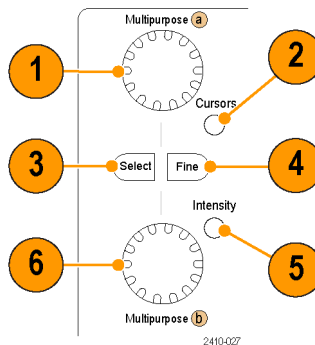 Multipurpose a
1
2
Cursors
3
Select
Fine
4
Intensity
6
5
Multipurpose b
2410-027